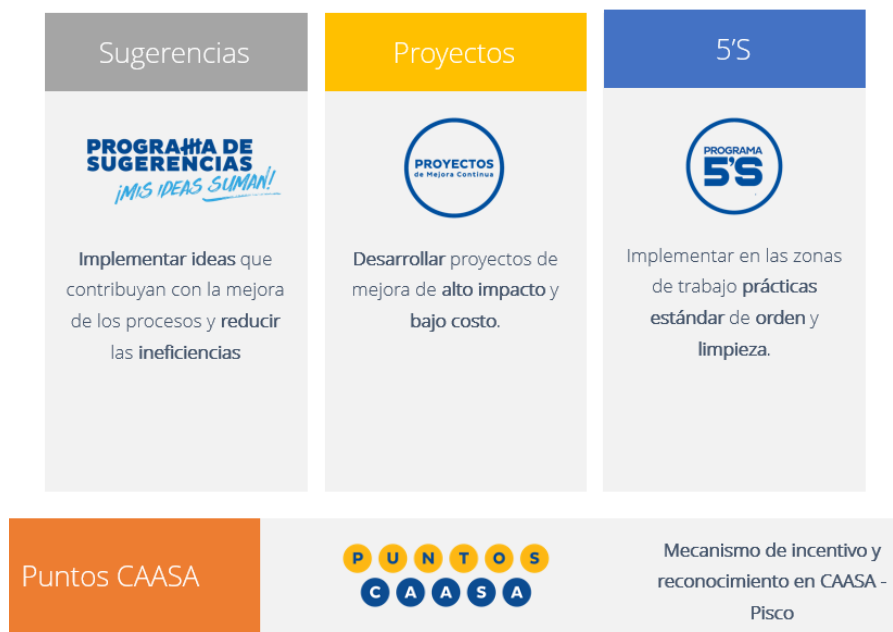 Sugerencias
PROGRAMA DE
SUGERENCIAS
¡MIS IDEAS SUMAN!
Implementar ideas que
contribuyan con la mejora
de los procesos y reducir
las ineficiencias
Proyectos
PROYECTOS
de Mejora Continua
Desarrollar proyectos de
mejora de alto impacto y
bajo costo.
5'S
PROGRAMA
5'S
Implementar en las zonas
de trabajo prácticas
estándar de orden y
limpieza.
Puntos CAASA
PUNTOS
CAASA
Mecanismo de incentivo y
reconocimiento en CAASA -
Pisco